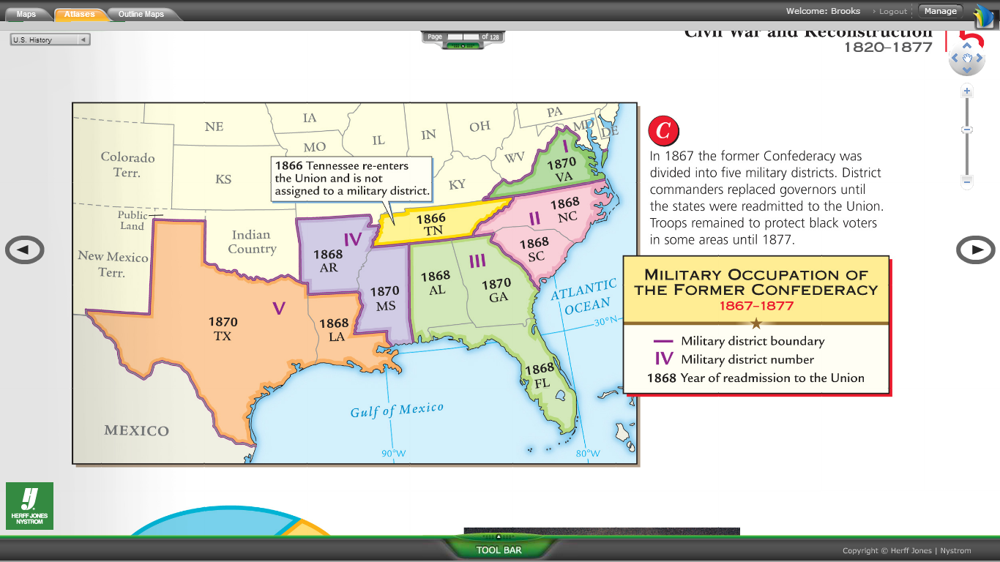 Maps
Atlases
Outline Maps
Welcome: Brooks
› Logout
Manage
U.S. History
Page
of 128
Civil War and Reconstruction
1820–1877
C
In 1867 the former Confederacy was
divided into five military districts. District
commanders replaced governors until
the states were readmitted to the Union.
Troops remained to protect black voters
in some areas until 1877.
MILITARY OCCUPATION OF
THE FORMER CONFEDERACY
1867–1877
Military district boundary
IV Military district number
1868 Year of readmission to the Union
NE
IA
PA
OH
MD
DE
IL
IN
MO
WV
KY
KS
Colorado
Terr.
1866 Tennessee re-enters
the Union and is not
assigned to a military district.
I
1870
VA
II
1868
NC
1868
SC
1866
TN
Public
Land
Indian
Country
New Mexico
Terr.
IV
1868
AR
1870
MS
III
1868
AL
1870
GA
1868
FL
V
1870
TX
1868
LA
ATLANTIC
OCEAN
30°N
Gulf of Mexico
MEXICO
90°W
80°W
HERFF JONES
NYSTROM
TOOL BAR
Copyright © Herff Jones | Nystrom